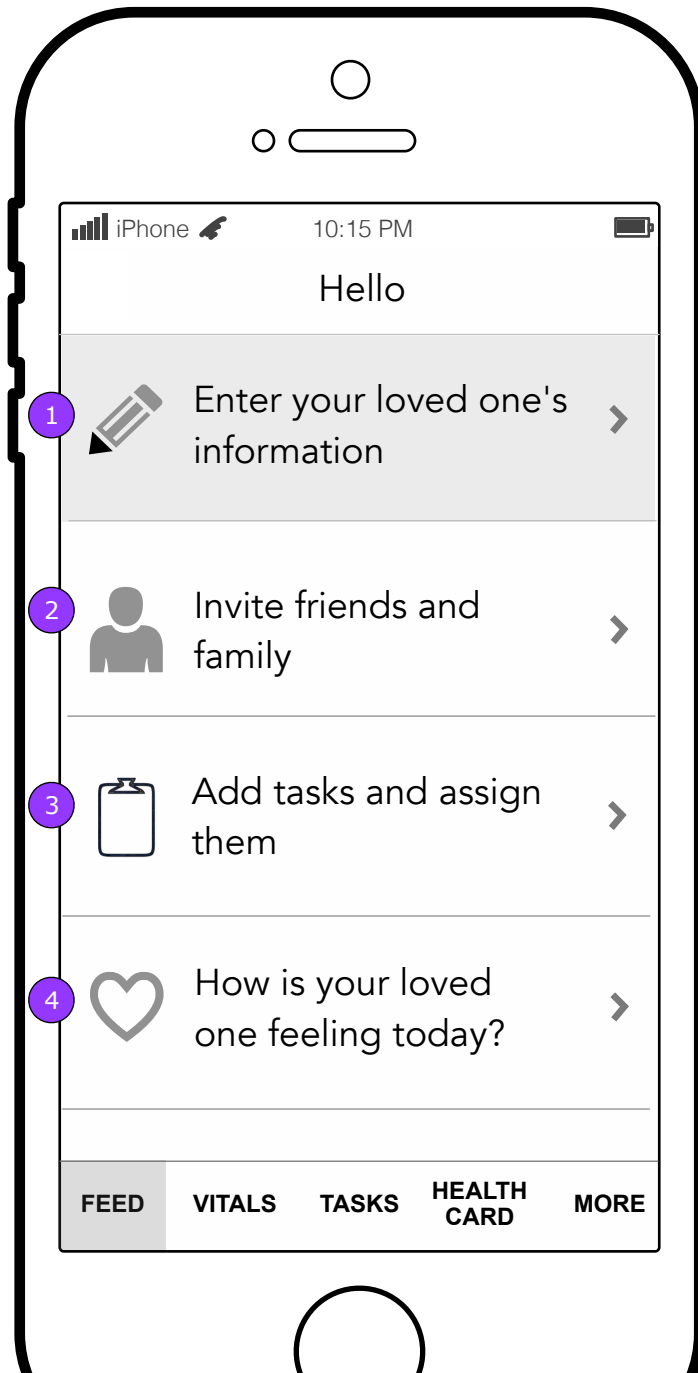 iPhone 10:15 PM
Hello
1
Enter your loved one's
information
2
Invite friends and
family
3
Add tasks and assign
them
4
How is your loved
one feeling today?
FEED VITALS TASKS HEALTH CARD MORE